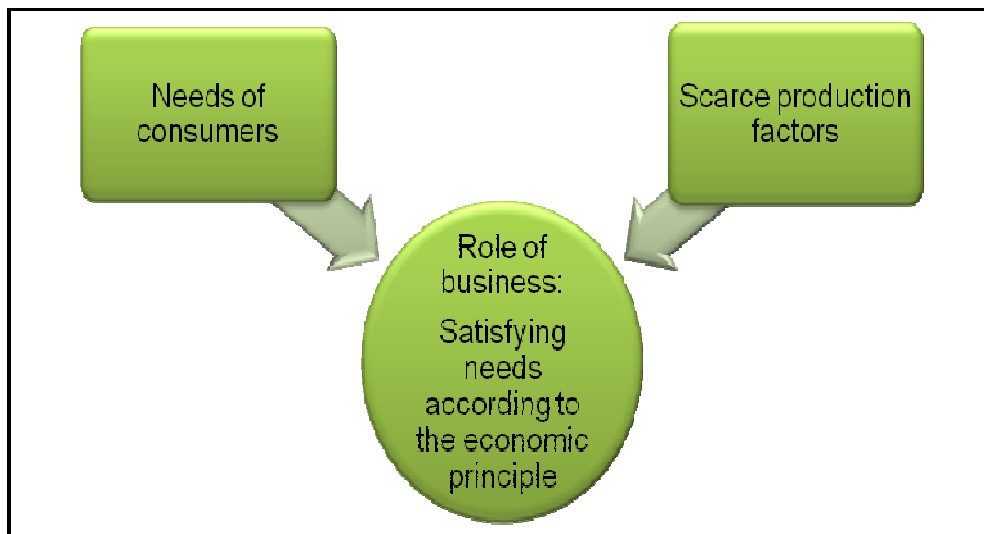 Needs of
consumers
Scarce production
factors
Role of
business:
Satisfying
needs
according to
the economic
principle